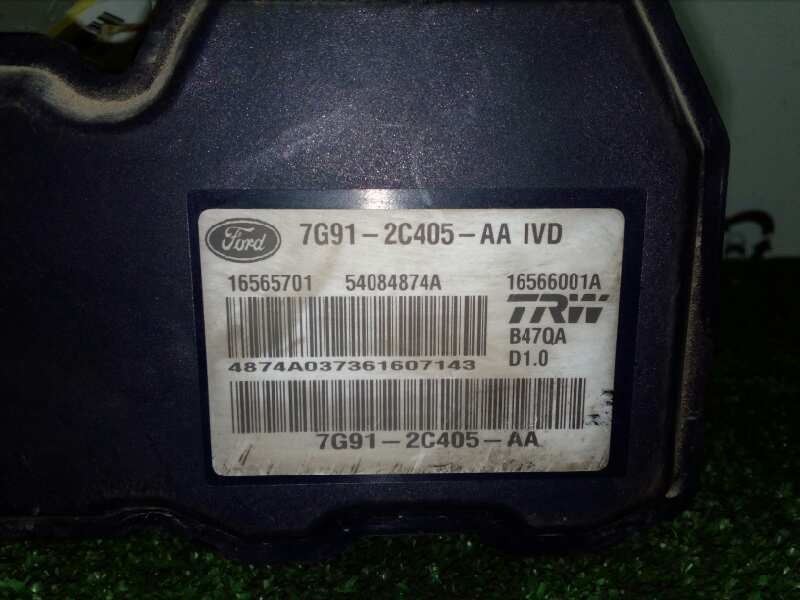 Ford 7G91-2C405-AA IVD
16565701 54084874A 16566001A
TRW
B47QA
4874A037361607143 D1.0
7G91-2C405-AA